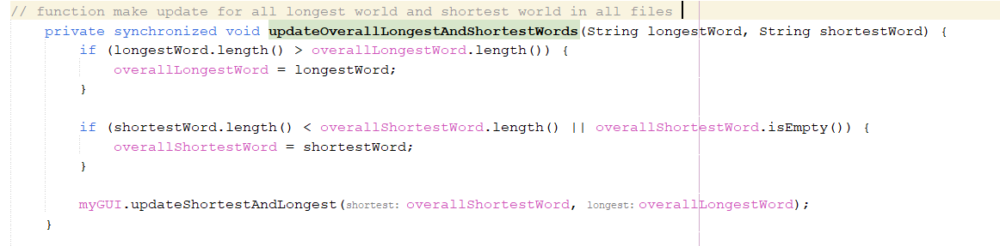 // function make update for all longest world and shortest world in all files
private synchronized void updateOverallLongestAndShortestWords(String longestWord, String shortestWord) {
if (longestWord.length() > overallLongestWord.length()) {
overallLongestWord = longestWord;
}
if (shortestWord.length() < overallShortestWord.length() || overallShortestWord.isEmpty()) {
overallShortestWord = shortestWord;
}
myGUI.updateShortestAndLongest(shortest: overallShortestWord, longest: overallLongestWord);
}